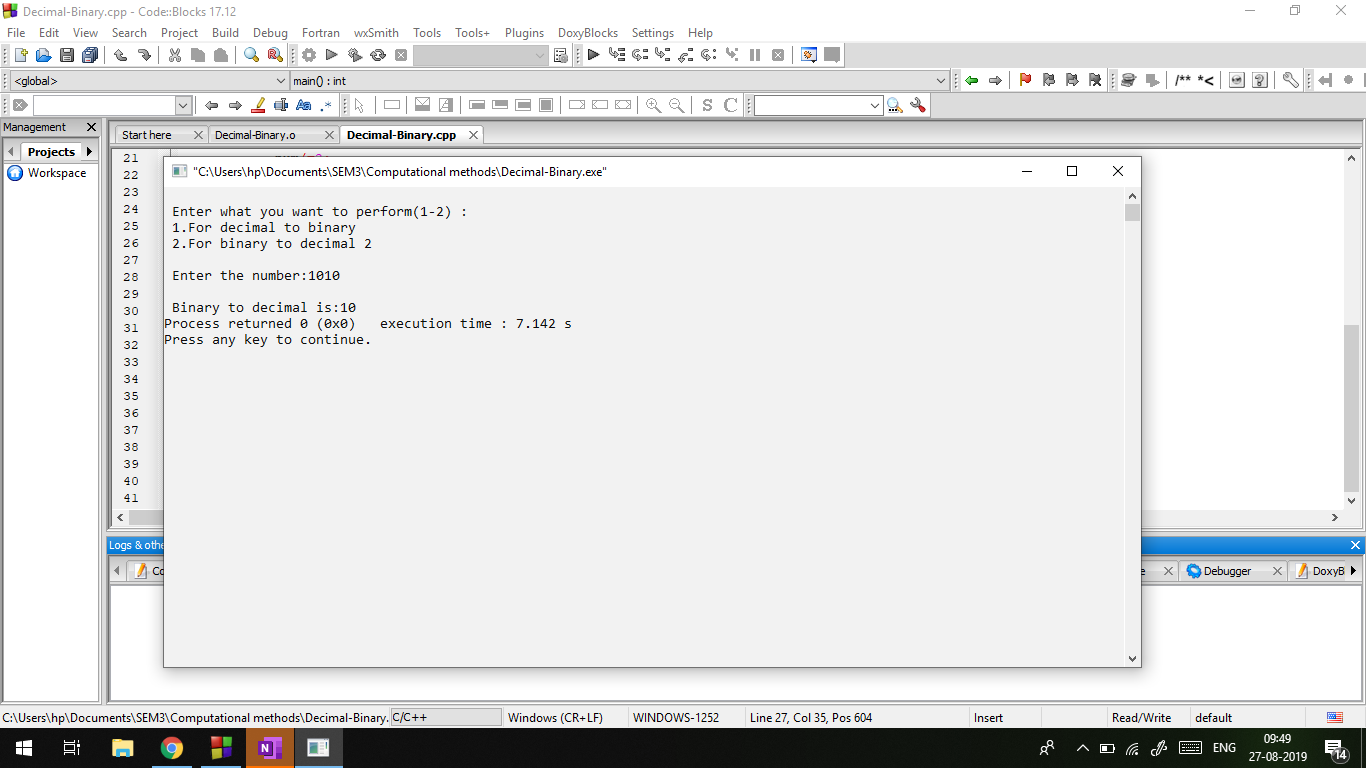 Decimal-Binary.cpp - Code::Blocks 17.12
File Edit View Search Project Build Debug Fortran wxSmith Tools Tools+ Plugins DoxyBlocks Settings Help
<global> main() : int
/** *<
Aa .*
S C
Management
Start here Decimal-Binary.o Decimal-Binary.cpp
Projects
Workspace
21
22
23
24
25
26
27
28
29
30
31
32
33
34
35
36
37
38
39
40
41
"C:\Users\hp\Documents\SEM3\Computational methods\Decimal-Binary.exe"
Enter what you want to perform(1-2) :
1.For decimal to binary
2.For binary to decimal 2
Enter the number:1010
Binary to decimal is:10
Process returned 0 (0x0) execution time : 7.142 s
Press any key to continue.
Logs & othe
Co e Debugger DoxyB
C:\Users\hp\Documents\SEM3\Computational methods\Decimal-Binary. C/C++ Windows (CR+LF) WINDOWS-1252 Line 27, Col 35, Pos 604 Insert Read/Write default
ENG 09:49
27-08-2019
14